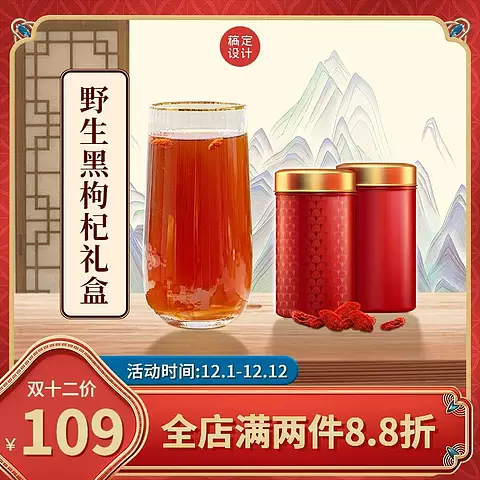 搞定
设计
野生黑枸杞礼盒
活动时间:12.1-12.12
双十二价
¥109
全店满两件8.8折